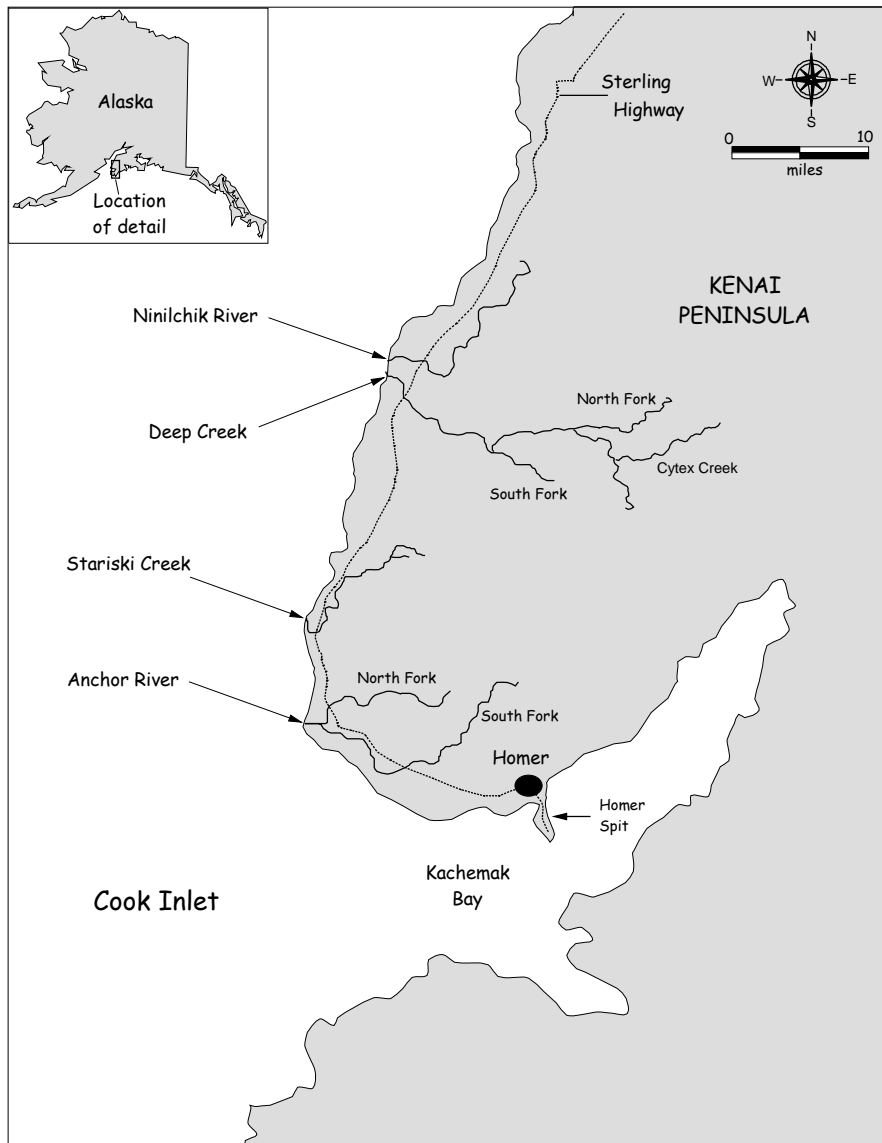 Alaska
Location
of detail
Sterling
Highway
N
W
E
S
0
10
miles
KENAI
PENINSULA
Ninilchik River
Deep Creek
North Fork
Cytex Creek
South Fork
Stariski Creek
Anchor River
North Fork
South Fork
Homer
Homer
Spit
Kachemak
Bay
Cook Inlet